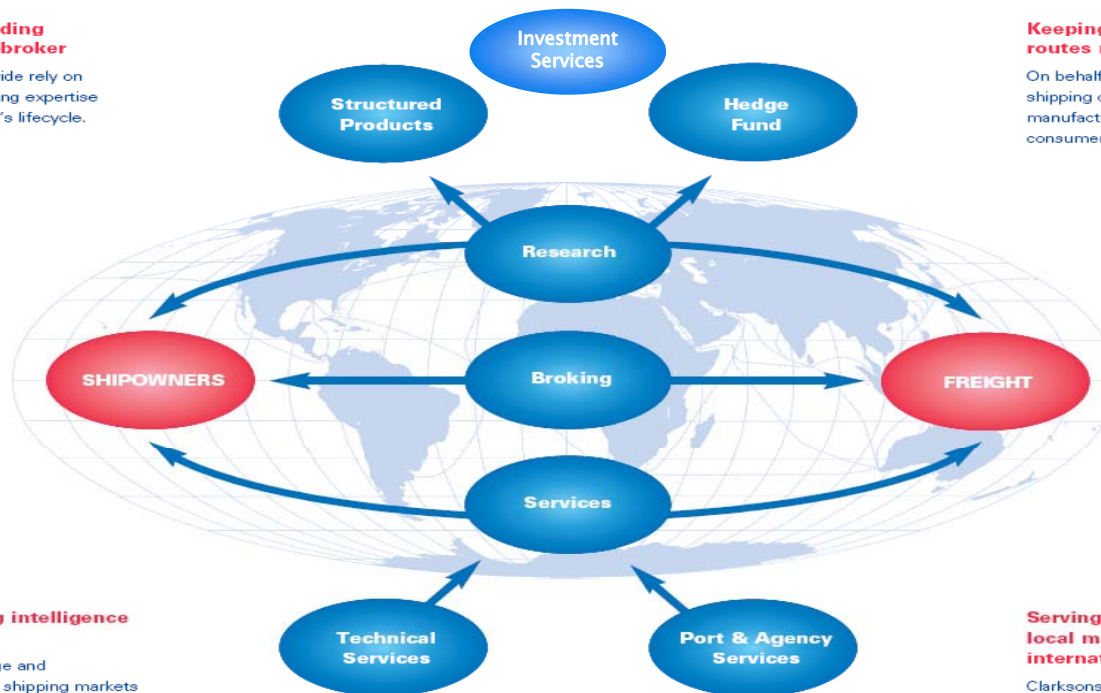 ding
broker
ide rely on
ing expertise
's lifecycle.
Investment
Services
Keeping
routes
On behalf
shipping
manufact
consumer
Structured
Products
Hedge
Fund
Research
SHIPOWNERS
Broking
FREIGHT
Services
g intelligence
ge and
shipping markets
Technical
Services
Port & Agency
Services
Serving
local m
internat
Clarksons